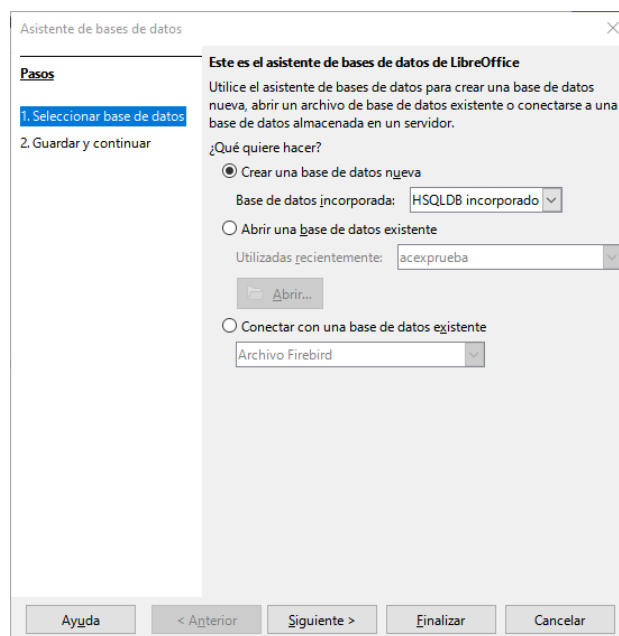 Asistente de bases de datos
Pasos
1. Seleccionar base de datos
2. Guardar y continuar
Este es el asistente de bases de datos de LibreOffice
Utilice el asistente de bases de datos para crear una base de datos
nueva, abrir un archivo de base de datos existente o conectarse a una
base de datos almacenada en un servidor.
¿Qué quiere hacer?
Crear una base de datos nueva
Base de datos incorporada: HSQLDB incorporado
Abrir una base de datos existente
Utilizadas recientemente: acexprueba
Abrir...
Conectar con una base de datos existente
Archivo Firebird
Ayuda < Anterior Siguiente > Finalizar Cancelar